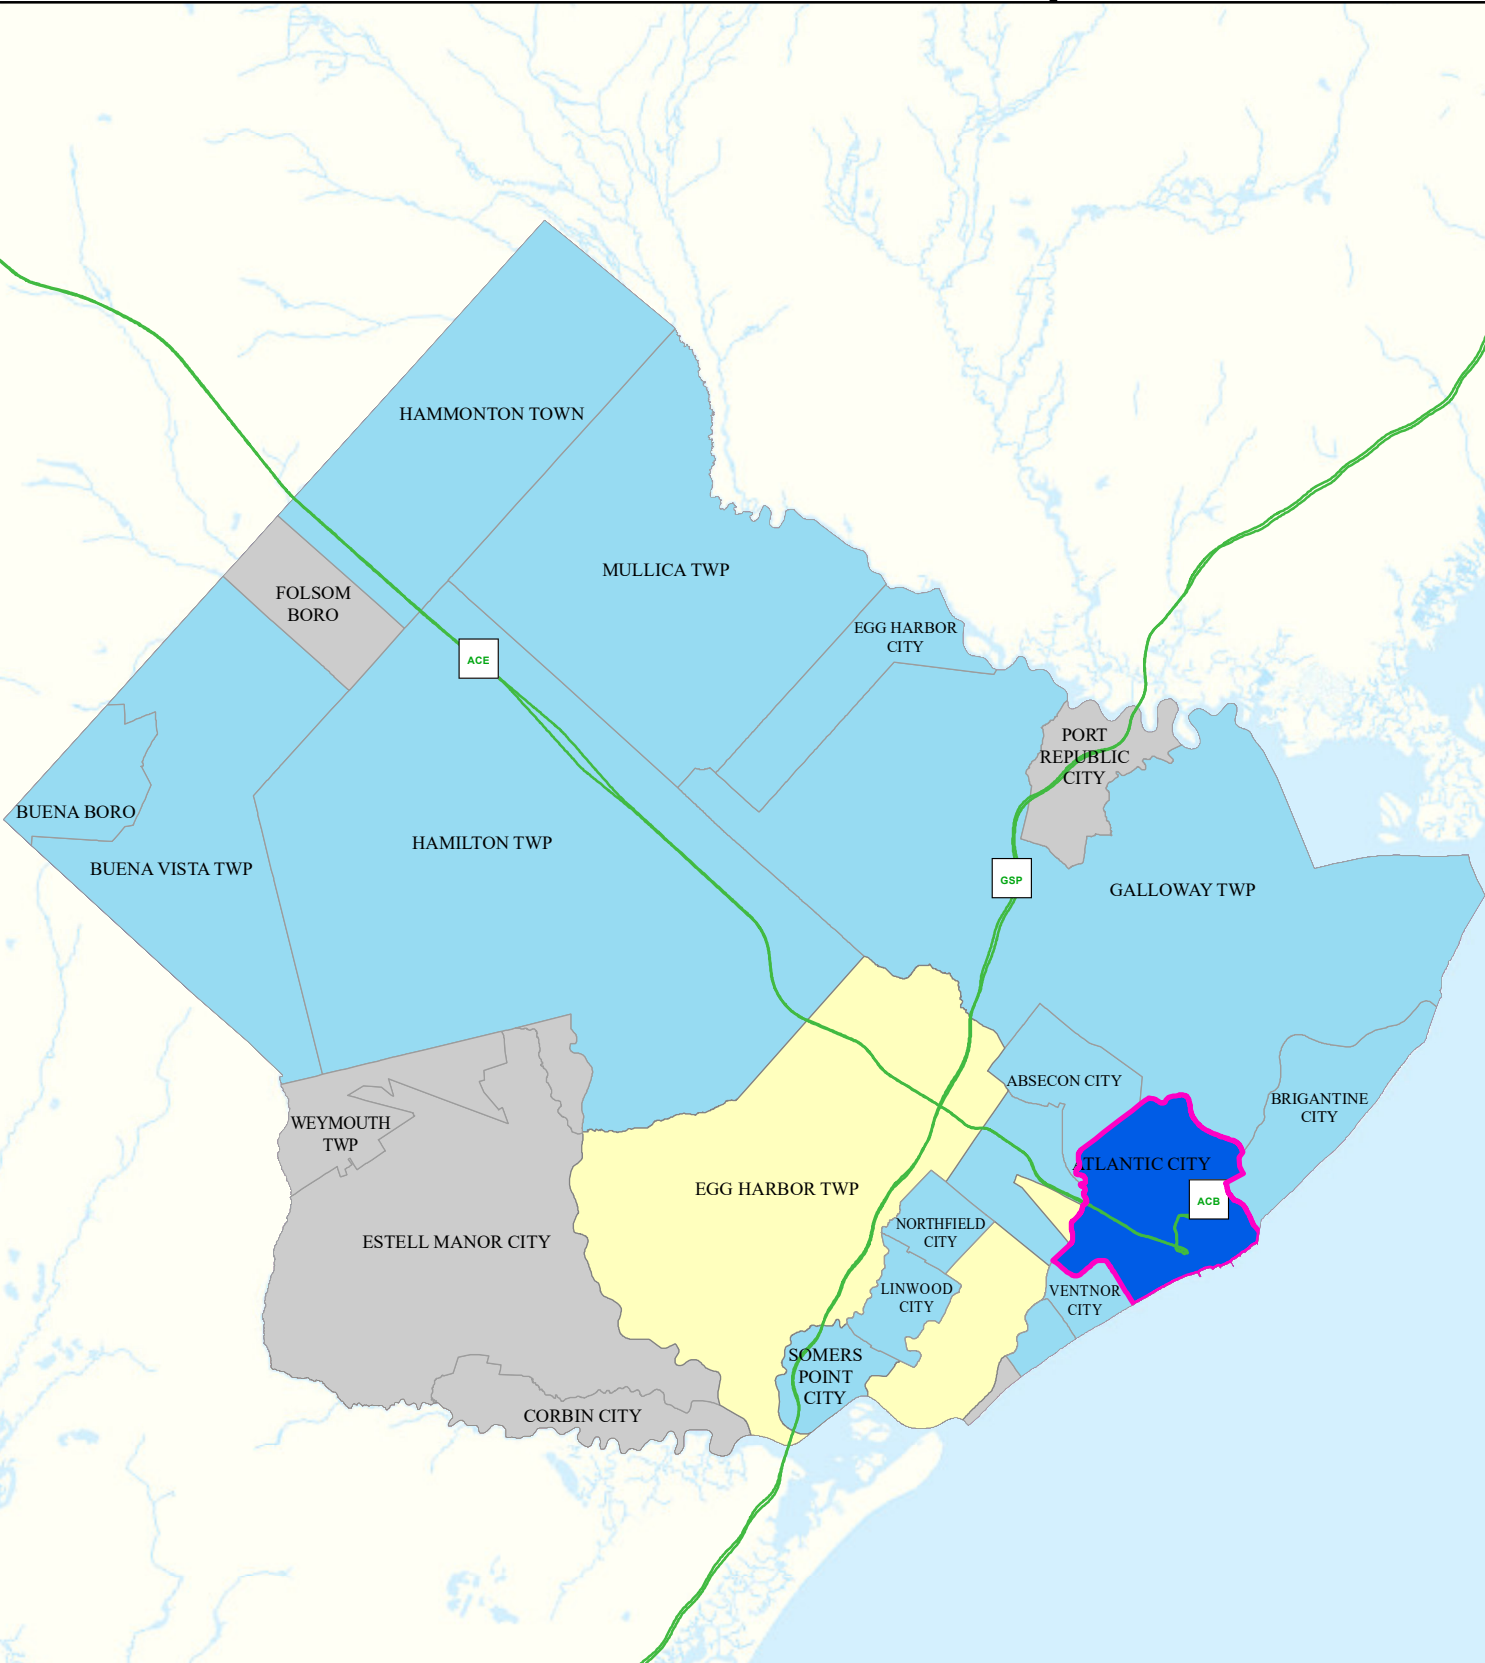 HAMMONTON TOWN
MULLICA TWP
FOLSOM
BORO
EGG HARBOR
CITY
ACE
PORT
REPUBLIC
CITY
BUENA BORO
HAMILTON TWP
BUENA VISTA TWP
GSP
GALLOWAY TWP
ABSECON CITY
BRIGANTINE
CITY
WEYMOUTH
TWP
ATLANTIC CITY
EGG HARBOR TWP
ACB
NORTHFIELD
CITY
ESTELL MANOR CITY
LINWOOD
CITY
VENTNOR
CITY
SOMERS
POINT
CITY
CORBIN CITY